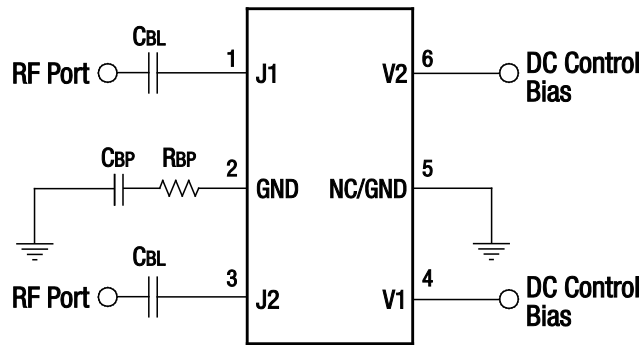 CBL
1
6
RF Port
J1
V2
DC Control
Bias
CBP
RBP
2
5
GND
NC/GND
CBL
3
4
RF Port
J2
V1
DC Control
Bias